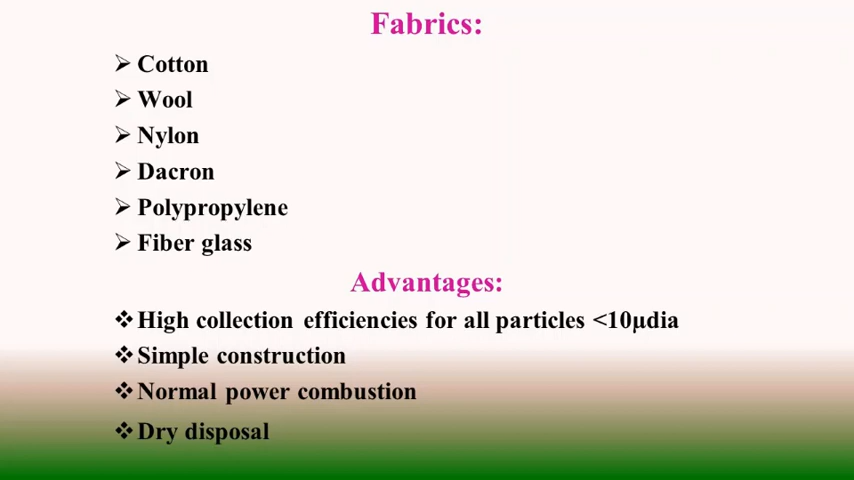 Fabrics:
➢ Cotton
➢ Wool
➢ Nylon
➢ Dacron
➢ Polypropylene
➢ Fiber glass
Advantages:
❖ High collection efficiencies for all particles <10μdia
❖ Simple construction
❖ Normal power combustion
❖ Dry disposal